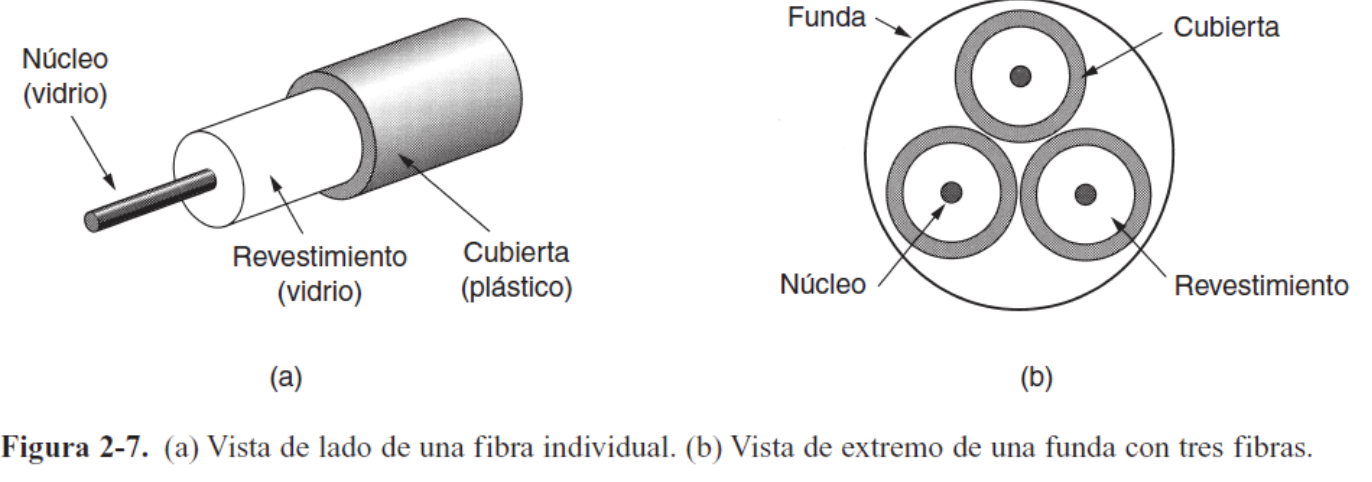 Núcleo
(vidrio)
Revestimiento
(vidrio)
Cubierta
(plástico)
(a)
Funda
Cubierta
Núcleo
Revestimiento
(b)
Figura 2-7. (a) Vista de lado de una fibra individual. (b) Vista de extremo de una funda con tres fibras.